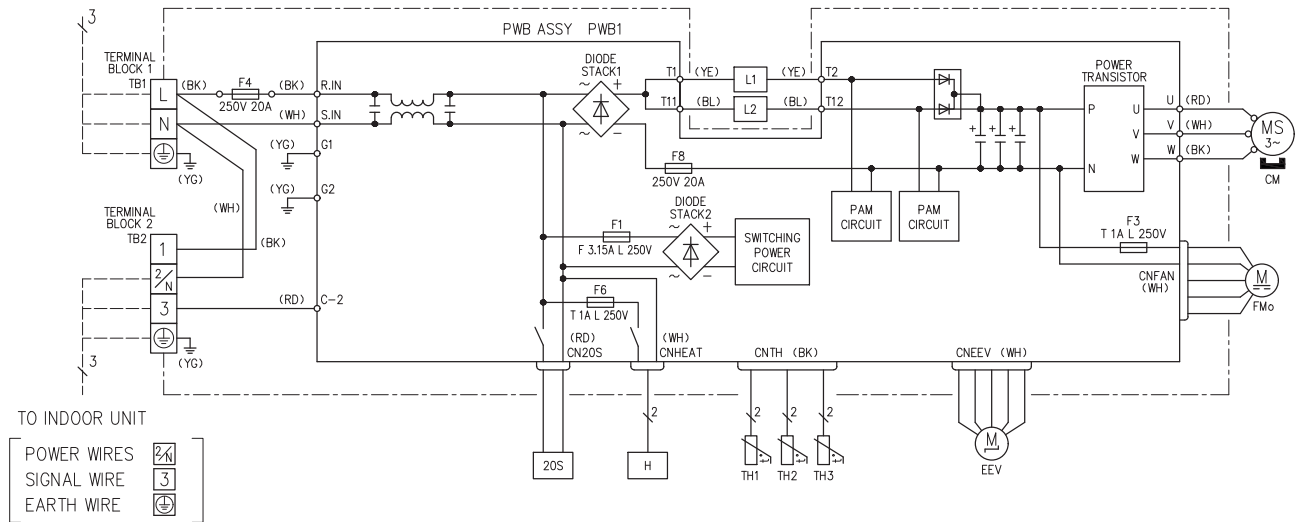 3
PWB ASSY PWB1
TERMINAL
BLOCK 1
TB1
L
N
(BK)
F4
250V 20A
(BK)
(WH)
R.IN
S.IN
(YG)
(YG)
G1
(YG)
G2
(WH)
(BK)
DIODE
STACK1
~
+
~
−
T1
(YE)
L1
(YE)
T2
T11
(BL)
L2
(BL)
T12
F8
250V 20A
POWER
TRANSISTOR
P
N
U
V
W
U (RD)
V (WH)
W (BK)
MS
3~
CM
+
+
+
PAM
CIRCUIT
PAM
CIRCUIT
TERMINAL
BLOCK 2
TB2
1
2/N
3
(RD)
C-2
(YG)
3
F1
F 3.15A L 250V
DIODE
STACK2
~
+
~
−
SWITCHING
POWER
CIRCUIT
F6
T 1A L 250V
F3
T 1A L 250V
CNFAN
(WH)
M
FMo
(RD)
CN20S
(WH)
CNHEAT
CNTH (BK)
CNEEV (WH)
2
2
2
2
20S
H
t
t
t
TH1
TH2
TH3
M
EEV
TO INDOOR UNIT
POWER WIRES 2/N
SIGNAL WIRE 3
EARTH WIRE